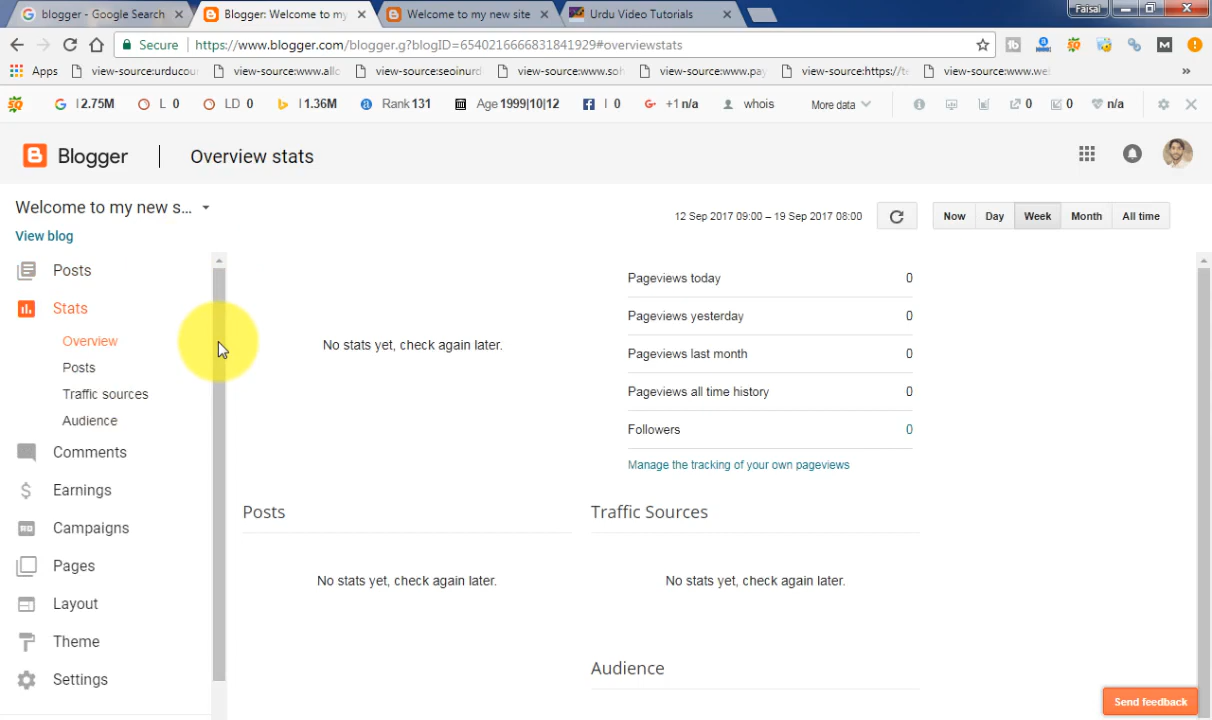 blogger - Google Search
Blogger: Welcome to my
Welcome to my new site
Urdu Video Tutorials
Faisal
Secure
https://www.blogger.com/blogger.g?blogID=6540216666831841929#overviewstats
Apps
view-source:urducou
view-source:www.allc
view-source:seoinurd
view-source:www.soh
view-source:www.pay
view-source:https://te
view-source:www.wel
»
I 2.75M
L 0
LD 0
I 1.36M
Rank 131
Age 1999|10|12
I 0
+1 n/a
whois
More data
0
0
n/a
Blogger
Overview stats
Welcome to my new s...
12 Sep 2017 09:00 – 19 Sep 2017 08:00
Now
Day
Week
Month
All time
View blog
Posts
Stats
Overview
Posts
Traffic sources
Audience
Comments
Earnings
Campaigns
Pages
Layout
Theme
Settings
No stats yet, check again later.
Pageviews today 0
Pageviews yesterday 0
Pageviews last month 0
Pageviews all time history 0
Followers 0
Manage the tracking of your own pageviews
Posts
No stats yet, check again later.
Traffic Sources
No stats yet, check again later.
Audience
Send feedback